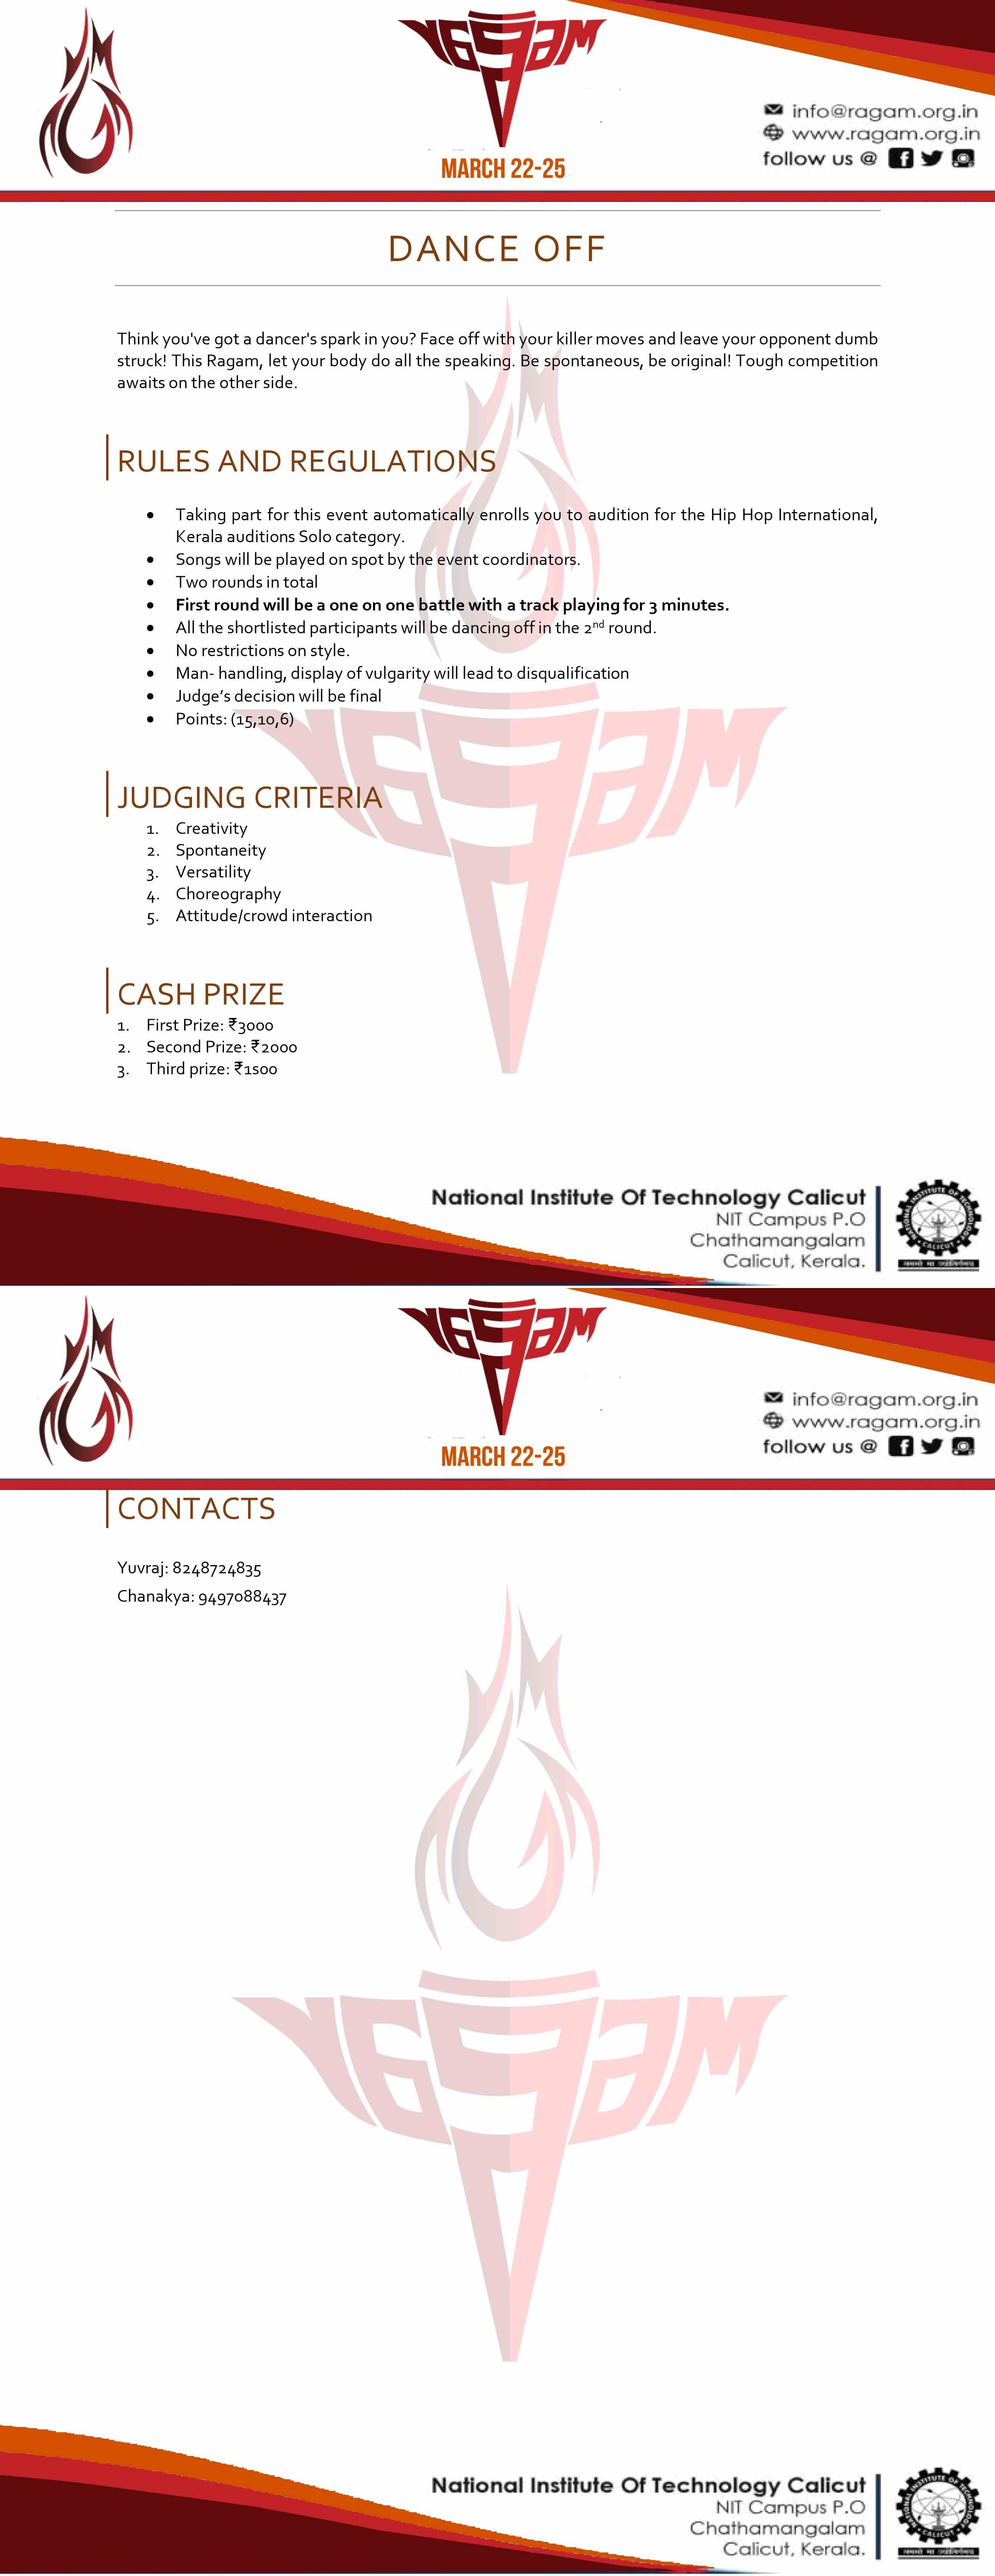 ragam
MARCH 22-25
info@ragam.org.in
www.ragam.org.in
follow us @
DANCE OFF
Think you've got a dancer's spark in you? Face off with your killer moves and leave your opponent dumb
struck! This Ragam, let your body do all the speaking. Be spontaneous, be original! Tough competition
awaits on the other side.
RULES AND REGULATIONS
• Taking part for this event automatically enrolls you to audition for the Hip Hop International,
Kerala auditions Solo category.
• Songs will be played on spot by the event coordinators.
• Two rounds in total
• First round will be a one on one battle with a track playing for 3 minutes.
• All the shortlisted participants will be dancing off in the 2nd round.
• No restrictions on style.
• Man- handling, display of vulgarity will lead to disqualification
• Judge’s decision will be final
• Points: (15,10,6)
JUDGING CRITERIA
1. Creativity
2. Spontaneity
3. Versatility
4. Choreography
5. Attitude/crowd interaction
CASH PRIZE
1. First Prize: ₹3000
2. Second Prize: ₹2000
3. Third prize: ₹1s00
National Institute Of Technology Calicut
NIT Campus P.O
Chathamangalam
Calicut, Kerala.
ragam
MARCH 22-25
info@ragam.org.in
www.ragam.org.in
follow us @
CONTACTS
Yuvraj: 8248724835
Chanakya: 9497088437
National Institute Of Technology Calicut
NIT Campus P.O
Chathamangalam
Calicut, Kerala.